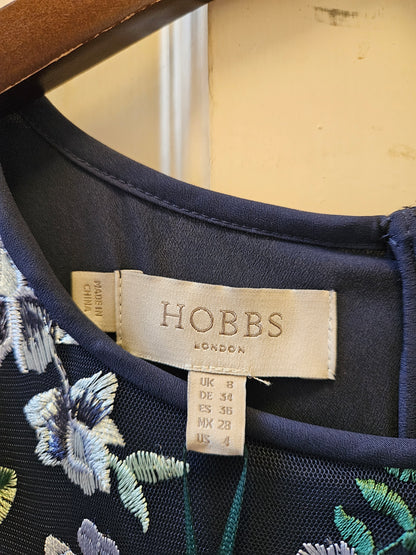 MADE IN
CHINA
HOBBS
LONDON
UK 8
DE 34
ES 36
MX 28
US 4